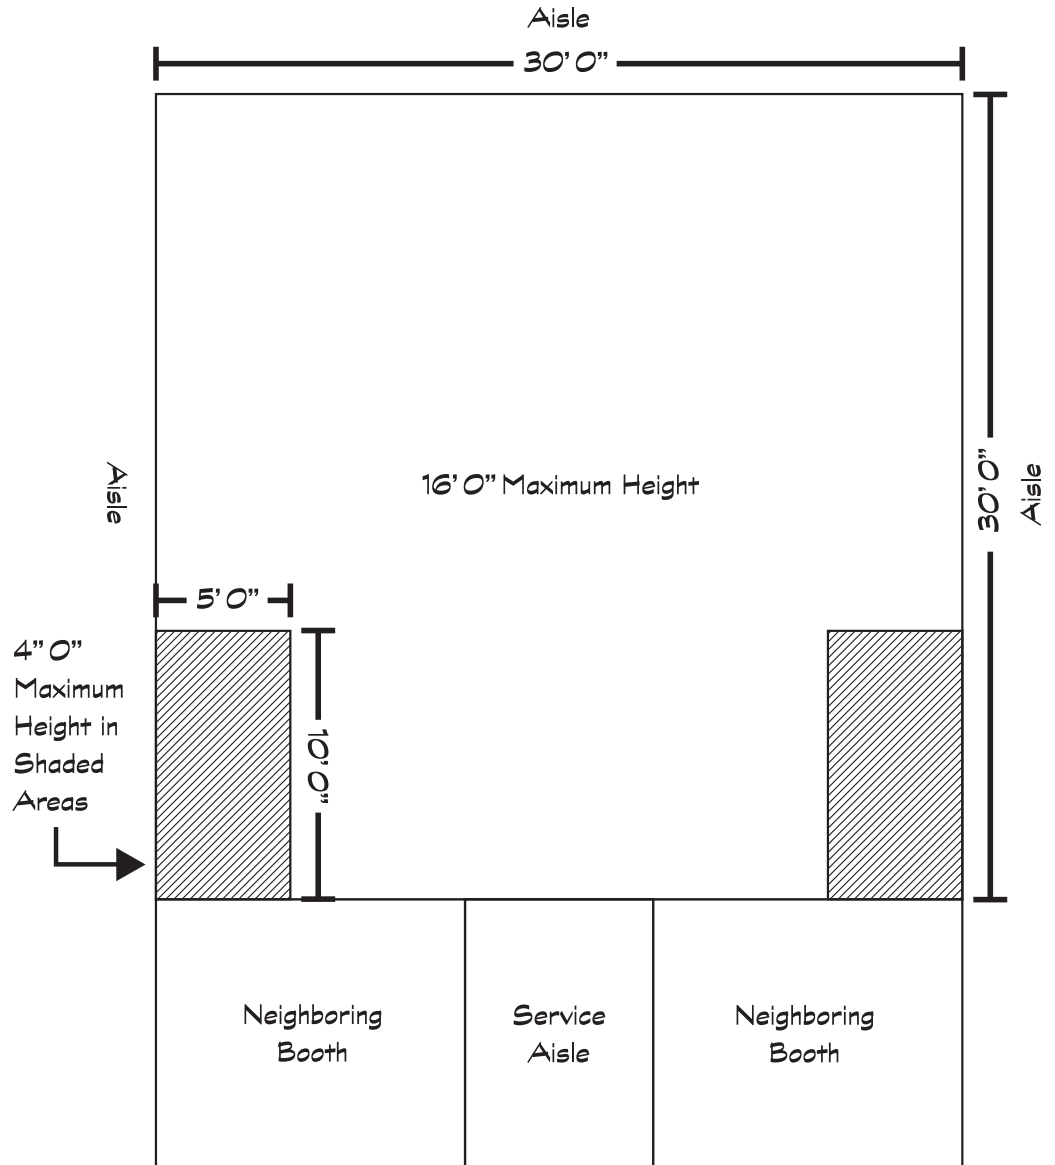 Aisle
30' 0"
16' 0" Maximum Height
Aisle
30' 0"
Aisle
5' 0"
4" 0"
Maximum
Height in
Shaded
Areas
10' 0"
Neighboring
Booth
Service
Aisle
Neighboring
Booth